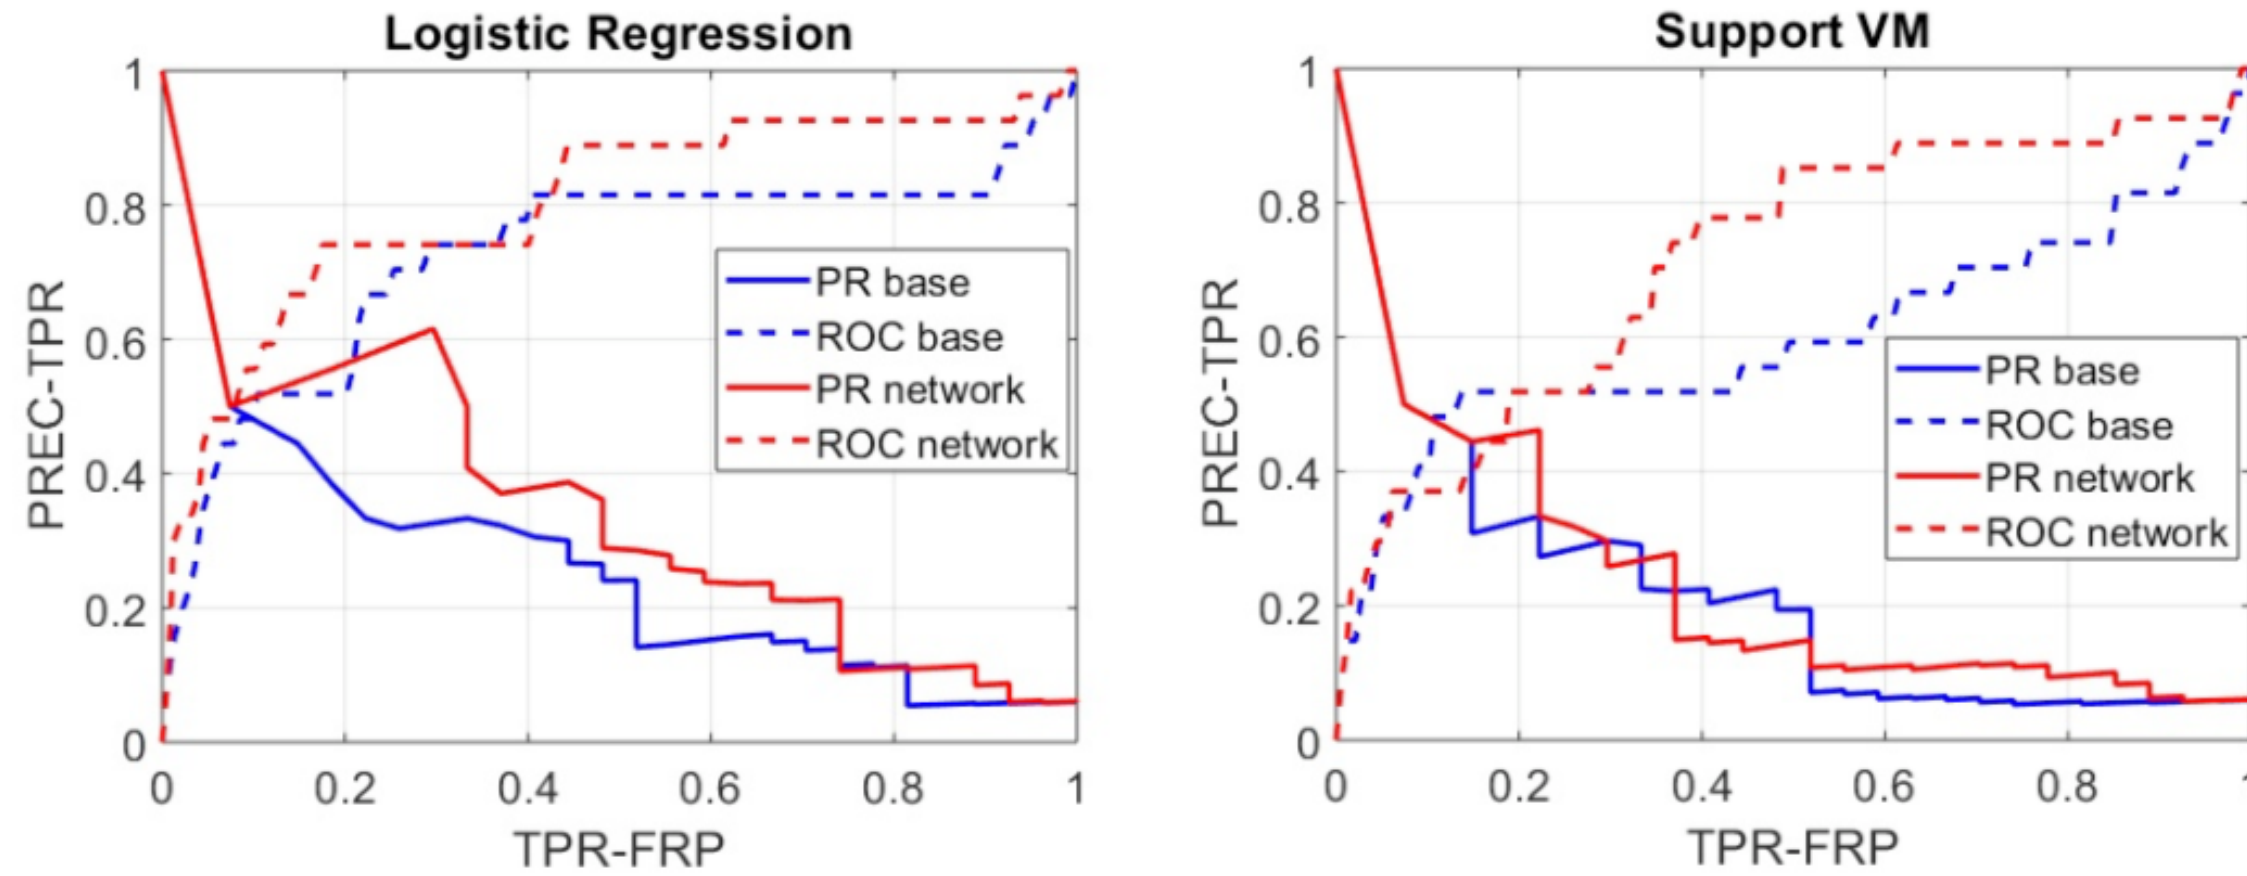 Logistic Regression
1
0.8
0.6
0.4
0.2
0
PREC-TPR
PR base
ROC base
PR network
ROC network
0 0.2 0.4 0.6 0.8 1
TPR-FRP
Support VM
1
0.8
0.6
0.4
0.2
0
PREC-TPR
PR base
ROC base
PR network
ROC network
0 0.2 0.4 0.6 0.8
TPR-FRP